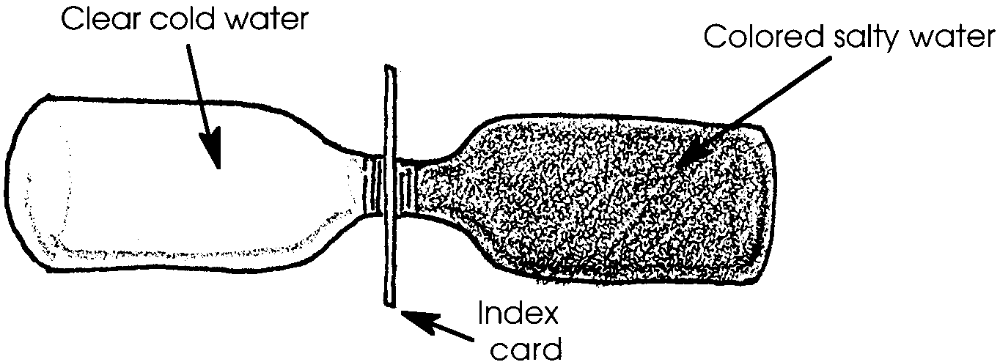 Clear cold water
Colored salty water
Index
card